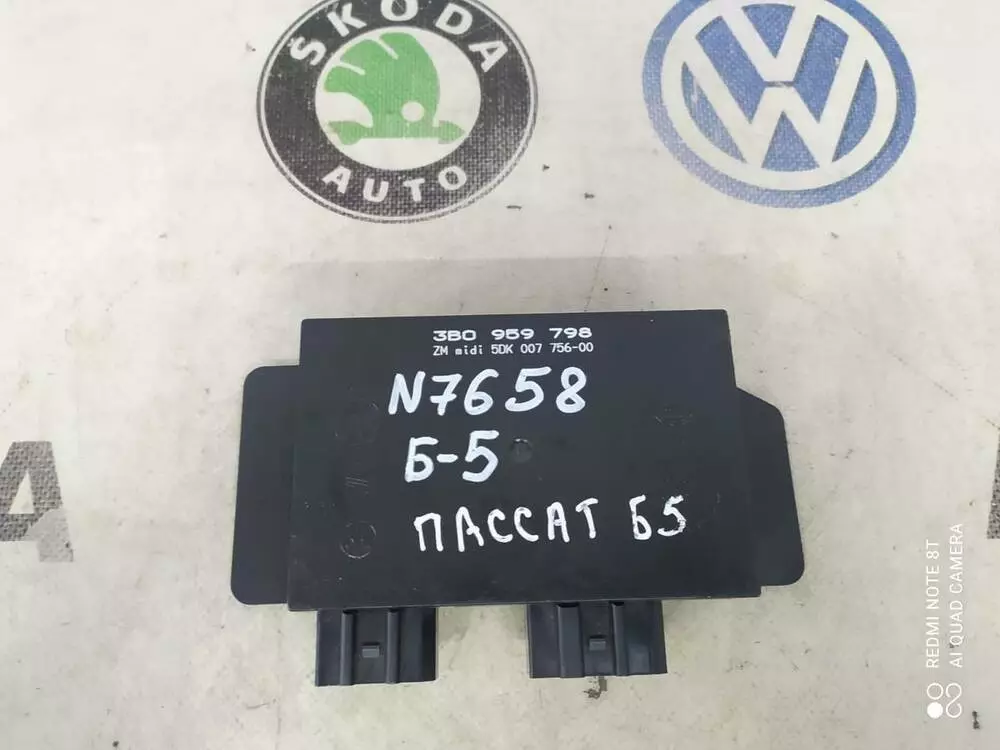 ŠKODA
AUTO
3B0 959 798
ZM midi 5DK 007 756-00
N7658
Б-5
ПАССАТ Б5
REDMI NOTE 8T
AI QUAD CAMERA